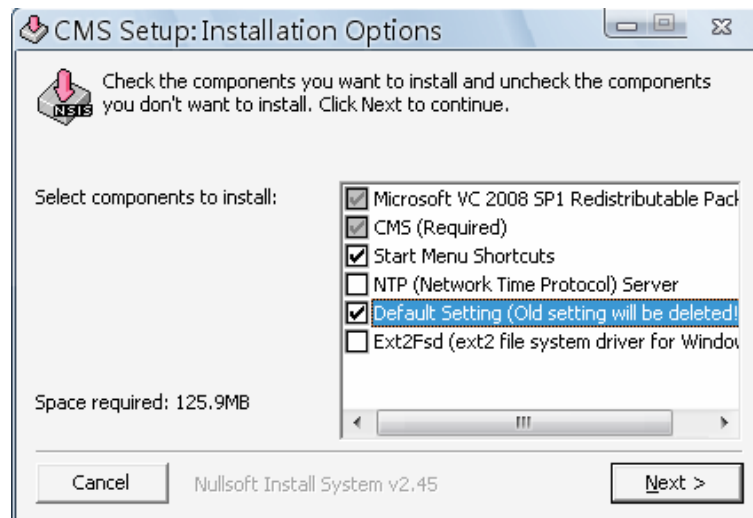 CMS Setup:Installation Options
Check the components you want to install and uncheck the components
you don't want to install. Click Next to continue.
NSIS
Select components to install:
Microsoft VC 2008 SP1 Redistributable Pack
CMS (Required)
Start Menu Shortcuts
NTP (Network Time Protocol) Server
Default Setting (Old setting will be deleted!
Ext2Fsd (ext2 file system driver for Window
Space required: 125.9MB
Cancel
Nullsoft Install System v2.45
Next >